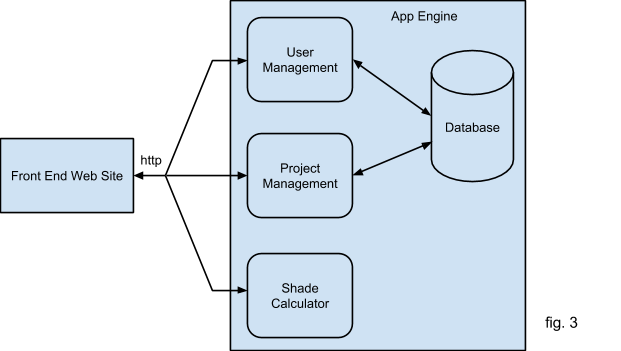 App Engine
User
Management
Database
http
Front End Web Site
Project
Management
Shade
Calculator
fig. 3